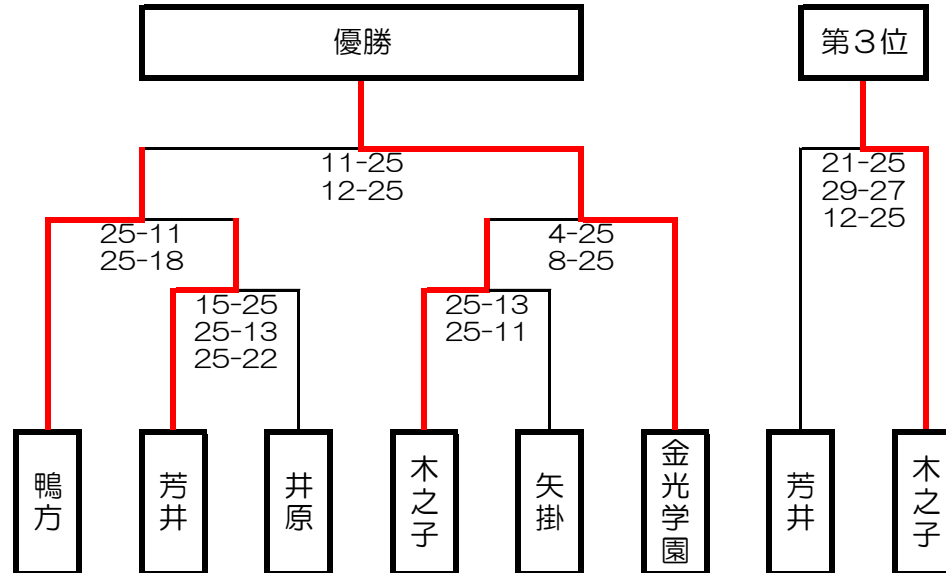 優勝
第3位
11-25
12-25
21-25
29-27
12-25
25-11
25-18
4-25
8-25
15-25
25-13
25-22
25-13
25-11
鴨方
芳井
井原
木之子
矢掛
金光学園
芳井
木之子